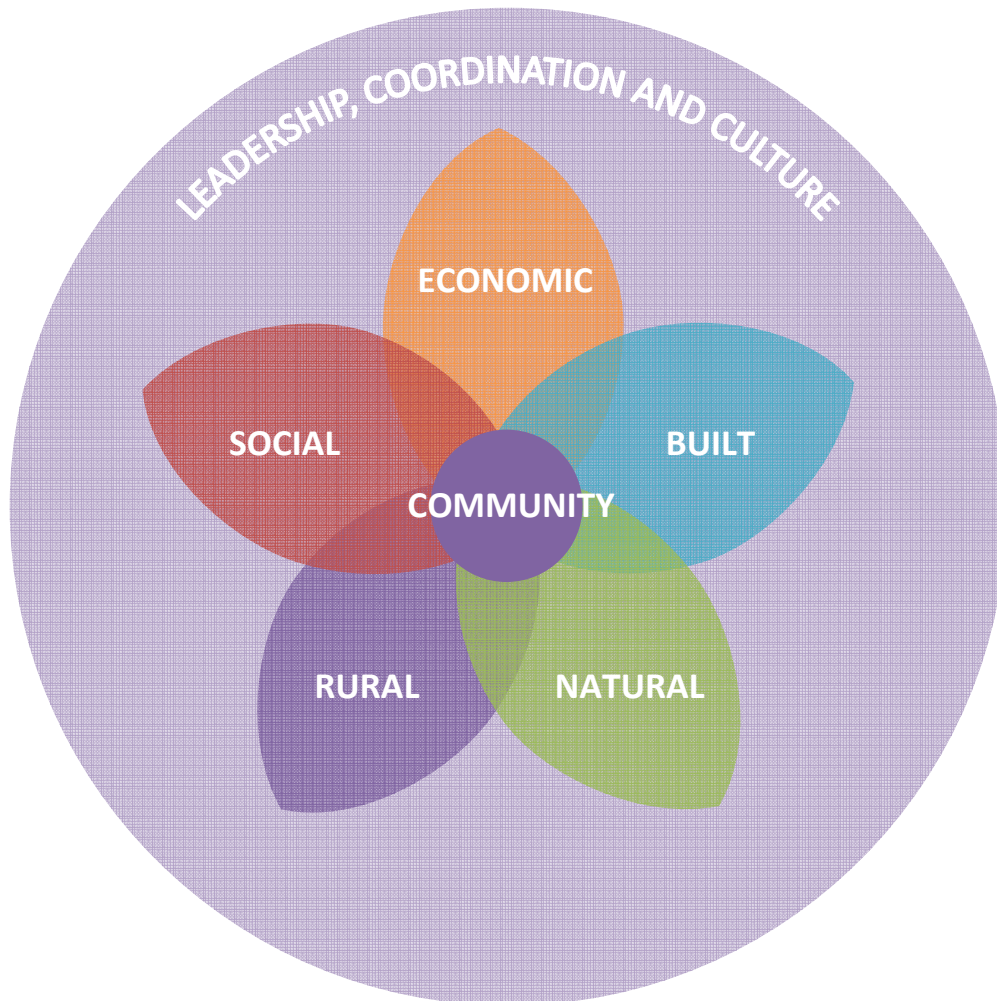 LEADERSHIP, COORDINATION AND CULTURE
ECONOMIC
SOCIAL
BUILT
COMMUNITY
RURAL
NATURAL